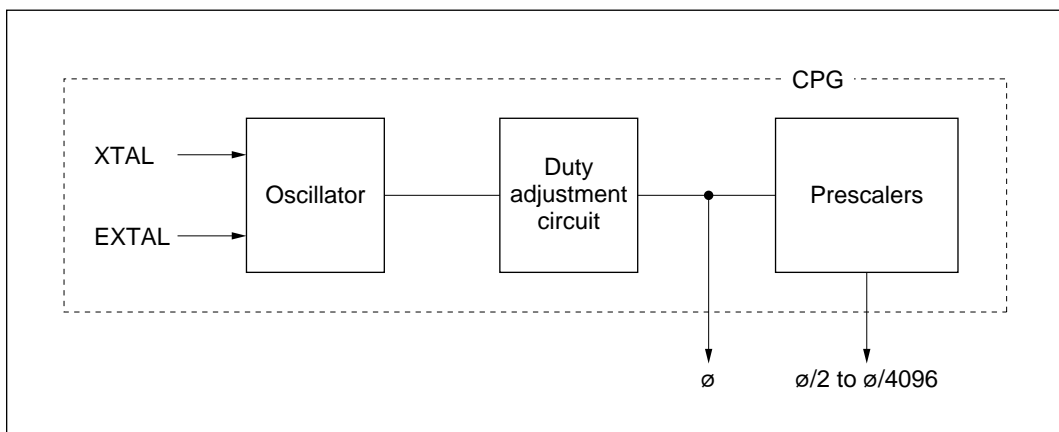 CPG
XTAL
EXTAL
Oscillator
Duty
adjustment
circuit
Prescalers
ø
ø/2 to ø/4096